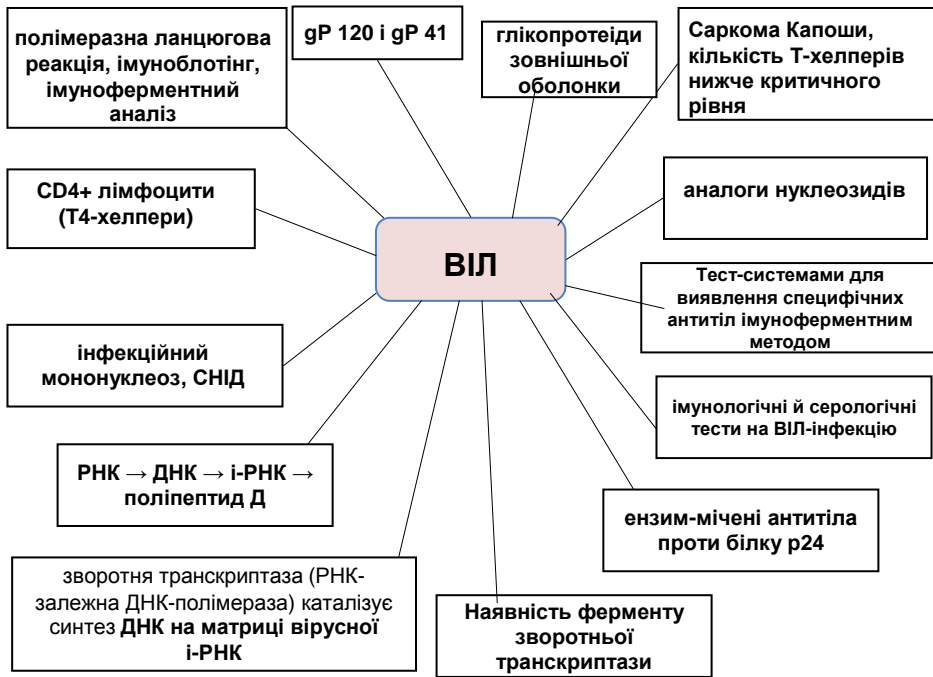 полімеразна ланцюгова
реакція, імуноблотінг,
імуноферментний
аналіз
gP 120 і gP 41
глікопротеїди
зовнішньої
оболонки
Саркома Капоши,
кількість Т-хелперів
нижче критичного
рівня
CD4+ лімфоцити
(Т4-хелпери)
ВІЛ
аналоги нуклеозидів
Тест-системами для
виявлення специфічних
антитіл імуноферментним
методом
інфекційний
мононуклеоз, СНІД
імунологічні й серологічні
тести на ВІЛ-інфекцію
РНК → ДНК → і-РНК →
поліпептид Д
ензим-мічені антитіла
проти білку р24
зворотня транскриптаза (РНК-
залежна ДНК-полімераза) каталізує
синтез ДНК на матриці вірусної
і-РНК
Наявність ферменту
зворотньої
транскриптази